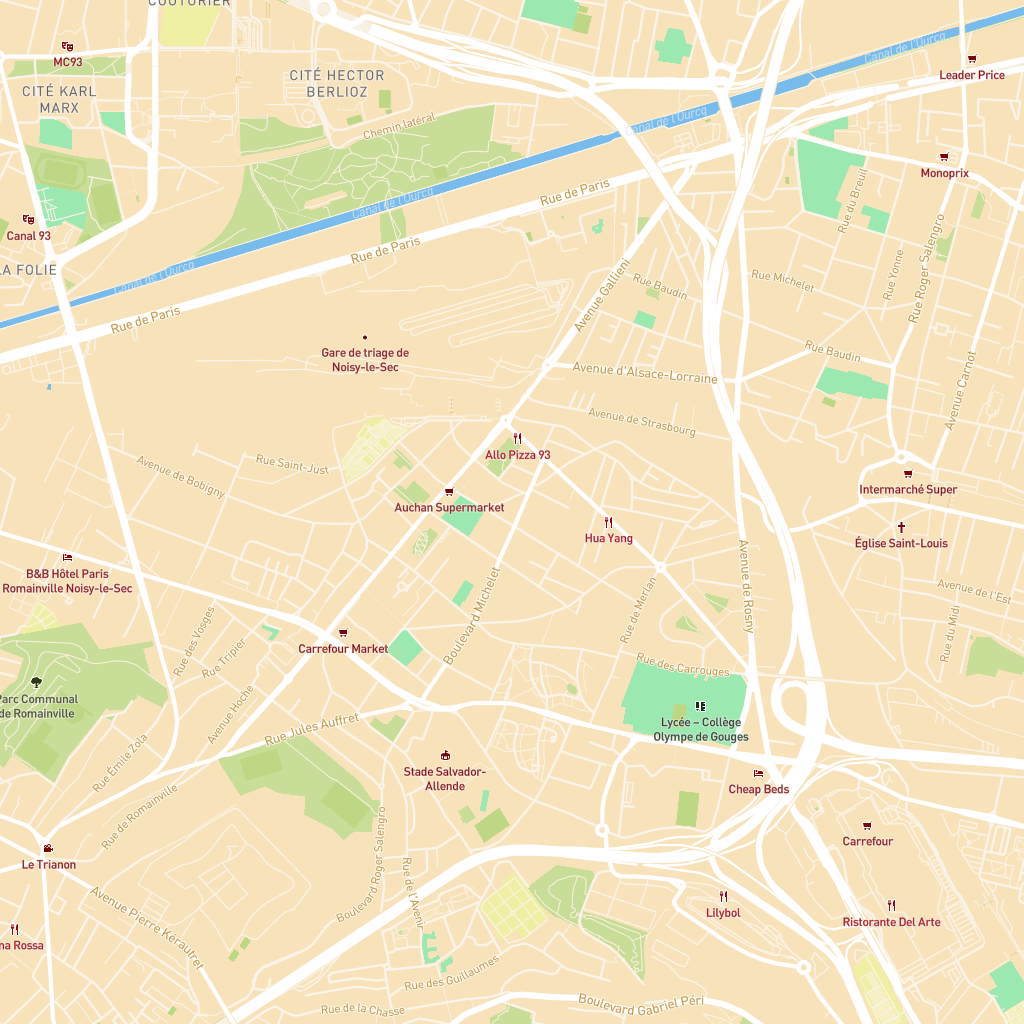 COUTURIER
MC93
CITÉ KARL
MARX
CITÉ HECTOR
BERLIOZ
Chemin latéral
Canal de l'Ourcq
Canal de l'Ourcq
Leader Price
Monoprix
Canal de l'Ourcq
Rue de Paris
Rue du Breuil
Canal 93
LA FOLIE
Canal de l'Ourcq
Rue de Paris
Rue de Paris
Avenue Gallieni
Rue Baudin
Rue Michelet
Rue Yonne
Rue Roger Salengro
Gare de triage de
Noisy-le-Sec
Rue Baudin
Avenue d'Alsace-Lorraine
Avenue Carnot
Avenue de Strasbourg
Allo Pizza 93
Avenue de Bobigny
Rue Saint-Just
Auchan Supermarket
Intermarché Super
Hua Yang
Église Saint-Louis
B&B Hôtel Paris
Romainville Noisy-le-Sec
Avenue de Rosny
Avenue de l'Est
Rue du Midi
Boulevard Michelet
Rue de Merlan
Rue des Vosges
Rue Tripier
Carrefour Market
Rue des Carrouges
Parc Communal
de Romainville
Avenue Hoche
Lycée – Collège
Olympe de Gouges
Rue Jules Auffret
Rue Émile Zola
Stade Salvador-
Allende
Cheap Beds
Rue de Romainville
Boulevard Roger Salengro
Carrefour
Le Trianon
Rue de l'Avenir
Avenue Pierre Kérautret
Lilybol
Ristorante Del Arte
na Rossa
Rue des Guillaumes
Rue de la Chasse
Boulevard Gabriel Péri